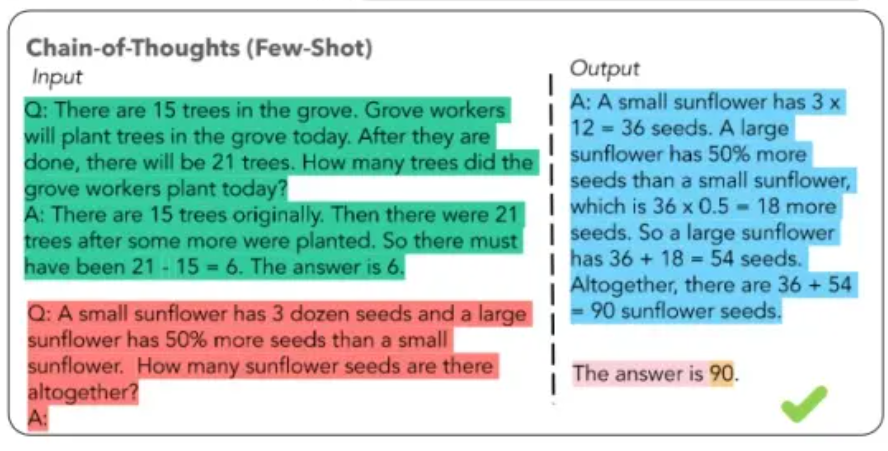 Chain-of-Thoughts (Few-Shot)
Input
Q: There are 15 trees in the grove. Grove workers
will plant trees in the grove today. After they are
done, there will be 21 trees. How many trees did the
grove workers plant today?
A: There are 15 trees originally. Then there were 21
trees after some more were planted. So there must
have been 21 - 15 = 6. The answer is 6.
Q: A small sunflower has 3 dozen seeds and a large
sunflower has 50% more seeds than a small
sunflower. How many sunflower seeds are there
altogether?
A:
Output
A: A small sunflower has 3 x
12 = 36 seeds. A large
sunflower has 50% more
seeds than a small sunflower,
which is 36 x 0.5 = 18 more
seeds. So a large sunflower
has 36 + 18 = 54 seeds.
Altogether, there are 36 + 54
= 90 sunflower seeds.
The answer is 90.